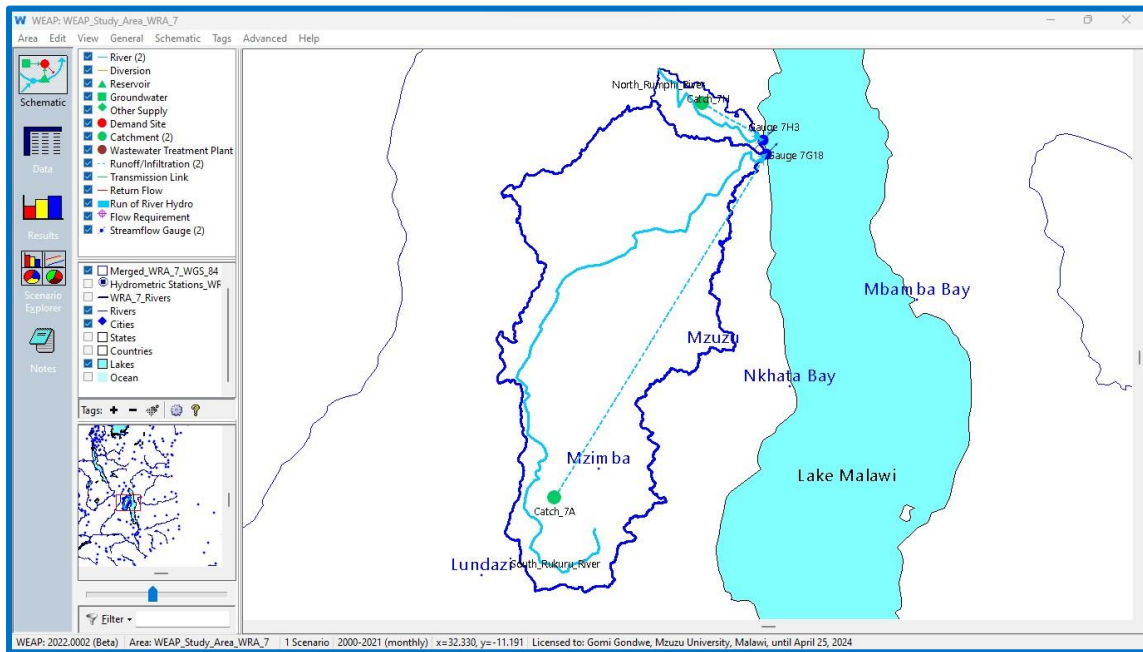 WEAP: WEAP_Study_Area_WRA_7
Area Edit View General Schematic Tags Advanced Help
Schematic
Data
Results
Scenario
Explorer
Notes
River (2)
Diversion
Reservoir
Groundwater
Other Supply
Demand Site
Catchment (2)
Wastewater Treatment Plant
Runoff/Infiltration (2)
Transmission Link
Return Flow
Run of River Hydro
Flow Requirement
Streamflow Gauge (2)
Merged_WRA_7_WGS_84
Hydrometric Stations_WR
WRA_7_Rivers
Rivers
Cities
States
Countries
Lakes
Ocean
Tags:
Filter
North_Rumphi_River
Catch_7H
Gauge 7H3
Gauge 7G18
Mbamba Bay
Mzuzu
Nkhata Bay
Mzimba
Lake Malawi
Catch_7A
Lundazi
South_Rukuru_River
WEAP: 2022.0002 (Beta) Area: WEAP_Study_Area_WRA_7 1 Scenario 2000-2021 (monthly) x=32.330, y=-11.191 Licensed to: Gomi Gondwe, Mzuzu University, Malawi, until April 25, 2024